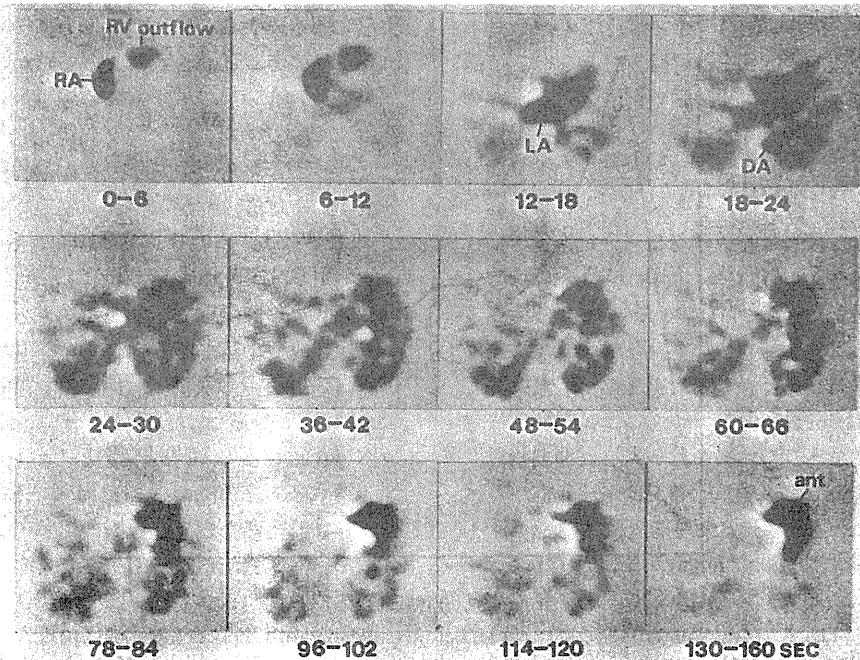 RV outflow
RA
0-6
6-12
LA
12-18
DA
18-24
24-30
36-42
48-54
60-66
78-84
96-102
114-120
ant
130-160 SEC